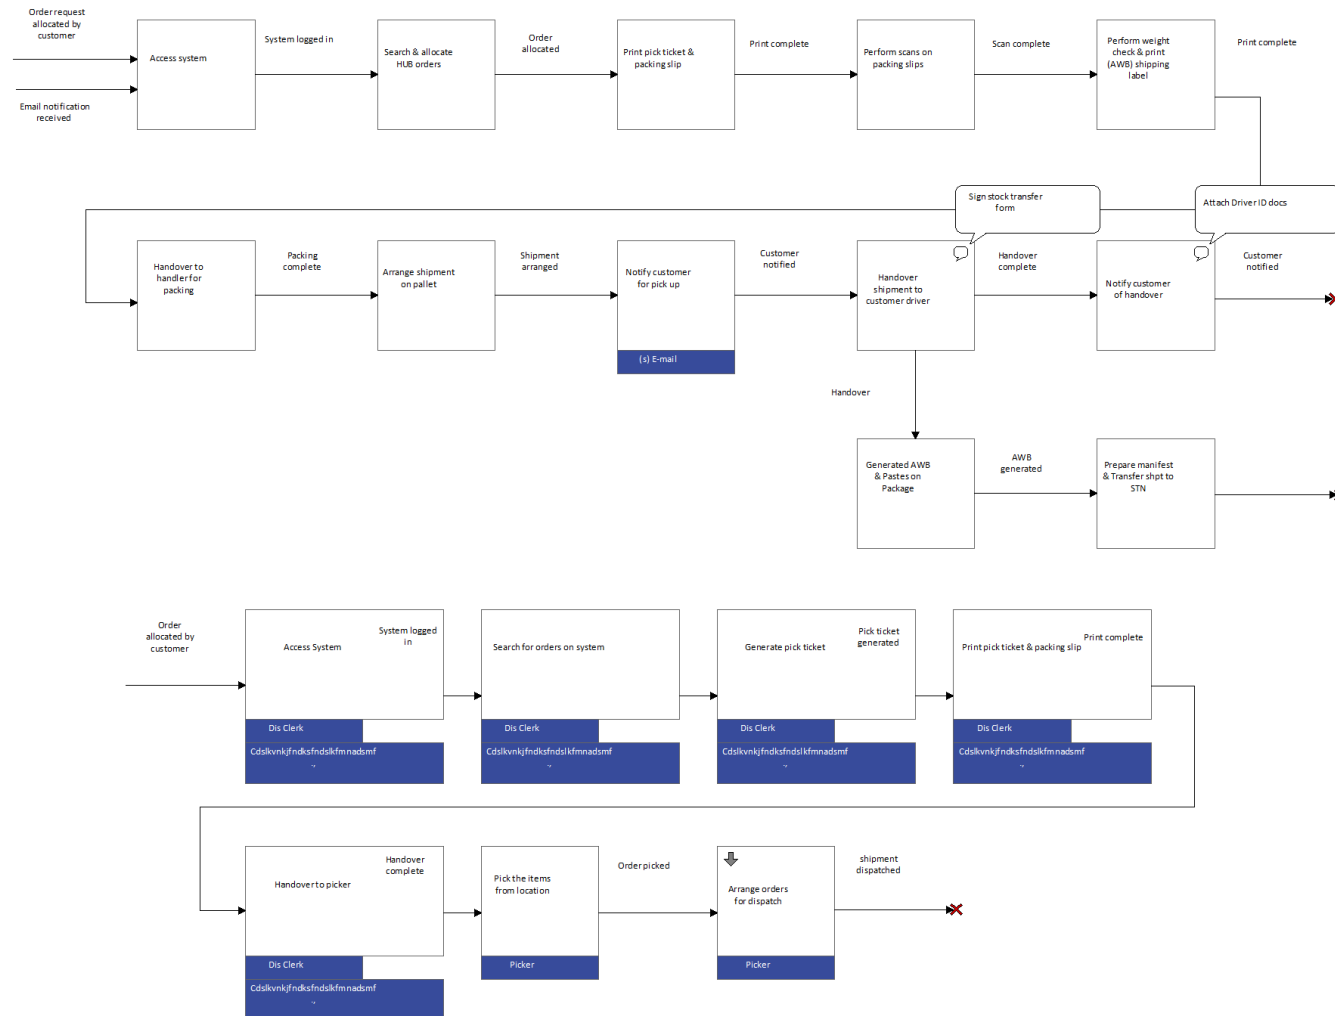 Order request
allocated by
customer
Email notification
received
Access system
System logged in
Search & allocate
HUB orders
Order
allocated
Print pick ticket &
packing slip
Print complete
Perform scans on
packing slips
Scan complete
Perform weight
check & print
(AWB) shipping
label
Print complete
Sign stock transfer
form
Attach Driver ID docs
Handover to
handler for
packing
Packing
complete
Arrange shipment
on pallet
Shipment
arranged
Notify customer
for pick up
(s) E-mail
Customer
notified
Handover
shipment to
customer driver
Handover
complete
Notify customer
of handover
Customer
notified
Handover
Generated AWB
& Pastes on
Package
AWB
generated
Prepare manifest
& Transfer shpt to
STN
Order
allocated by
customer
Access System
System logged
in
Dis Clerk
Cdslkvnkjfndksfndslkfmnadsmf
.,
Search for orders on system
Dis Clerk
Cdslkvnkjfndksfndslkfmnadsmf
.,
Generate pick ticket
Pick ticket
generated
Dis Clerk
Cdslkvnkjfndksfndslkfmnadsmf
.,
Print pick ticket & packing slip
Print complete
Dis Clerk
Cdslkvnkjfndksfndslkfmnadsmf
.,
Handover to picker
Handover
complete
Dis Clerk
Cdslkvnkjfndksfndslkfmnadsmf
.,
Pick the items
from location
Picker
Order picked
Arrange orders
for dispatch
Picker
shipment
dispatched